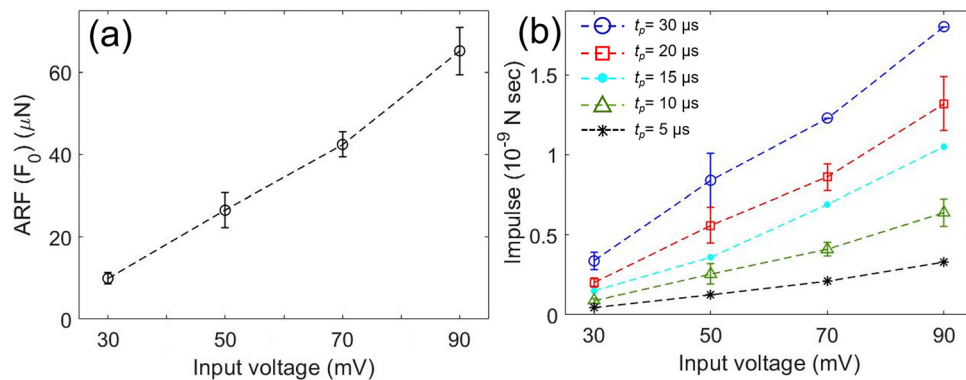 (a)
ARF (F0) (μN)
60
40
20
0
30 50 70 90
Input voltage (mV)
(b)
tp= 30 μs
tp= 20 μs
tp= 15 μs
tp= 10 μs
tp= 5 μs
Impulse (10-9 N sec)
1.5
1
0.5
0
30 50 70 90
Input voltage (mV)